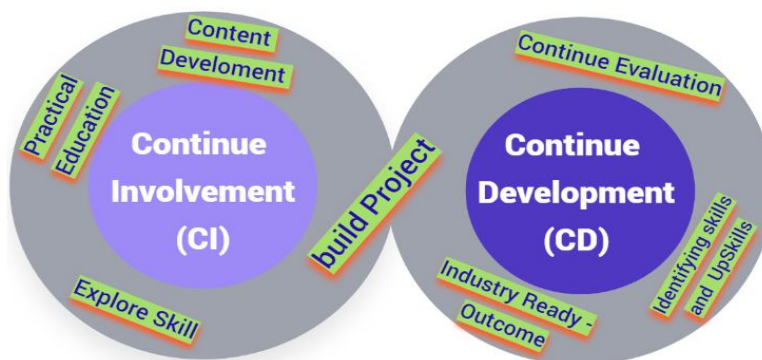 Content
Develoment
Practical
Education
Continue
Involvement
(CI)
Explore Skill
build Project
Continue Evaluation
Continue
Development
(CD)
Identifying skills
and UpSkills
Industry Ready -
Outcome